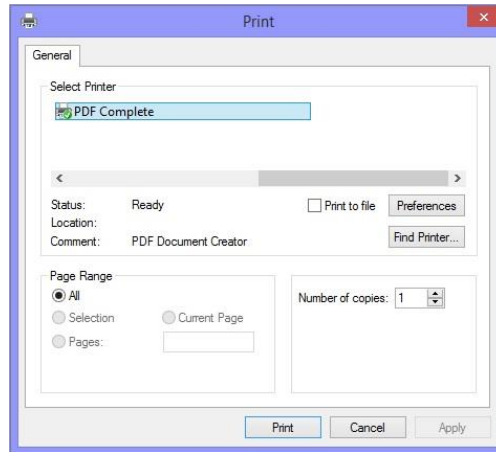 Print
General
Select Printer
PDF Complete
Status: Ready
Print to file
Preferences
Location:
Comment: PDF Document Creator
Find Printer...
Page Range
All
Selection
Current Page
Pages:
Number of copies: 1
Print
Cancel
Apply